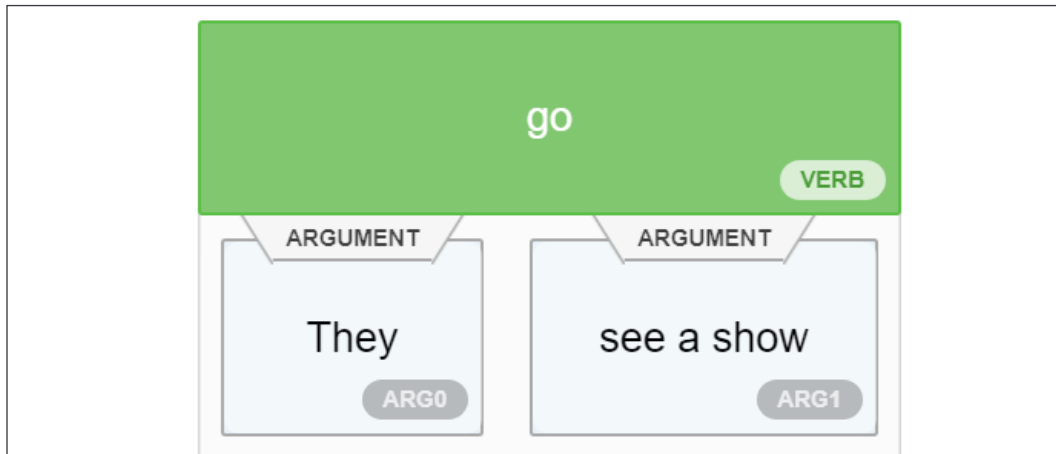 go
VERB
ARGUMENT ARGUMENT
They see a show
ARG0 ARG1